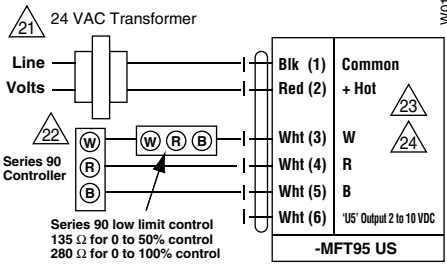 21 24 VAC Transformer
W01
Line
Volts
Blk (1) Common
Red (2) + Hot
23
22
24
W W R B Wht (3) W
Series 90
Controller
R Wht (4) R
B Wht (5) B
Wht (6) ‘U5’ Output 2 to 10 VDC
Series 90 low limit control
135 Ω for 0 to 50% control
280 Ω for 0 to 100% control
-MFT95 US